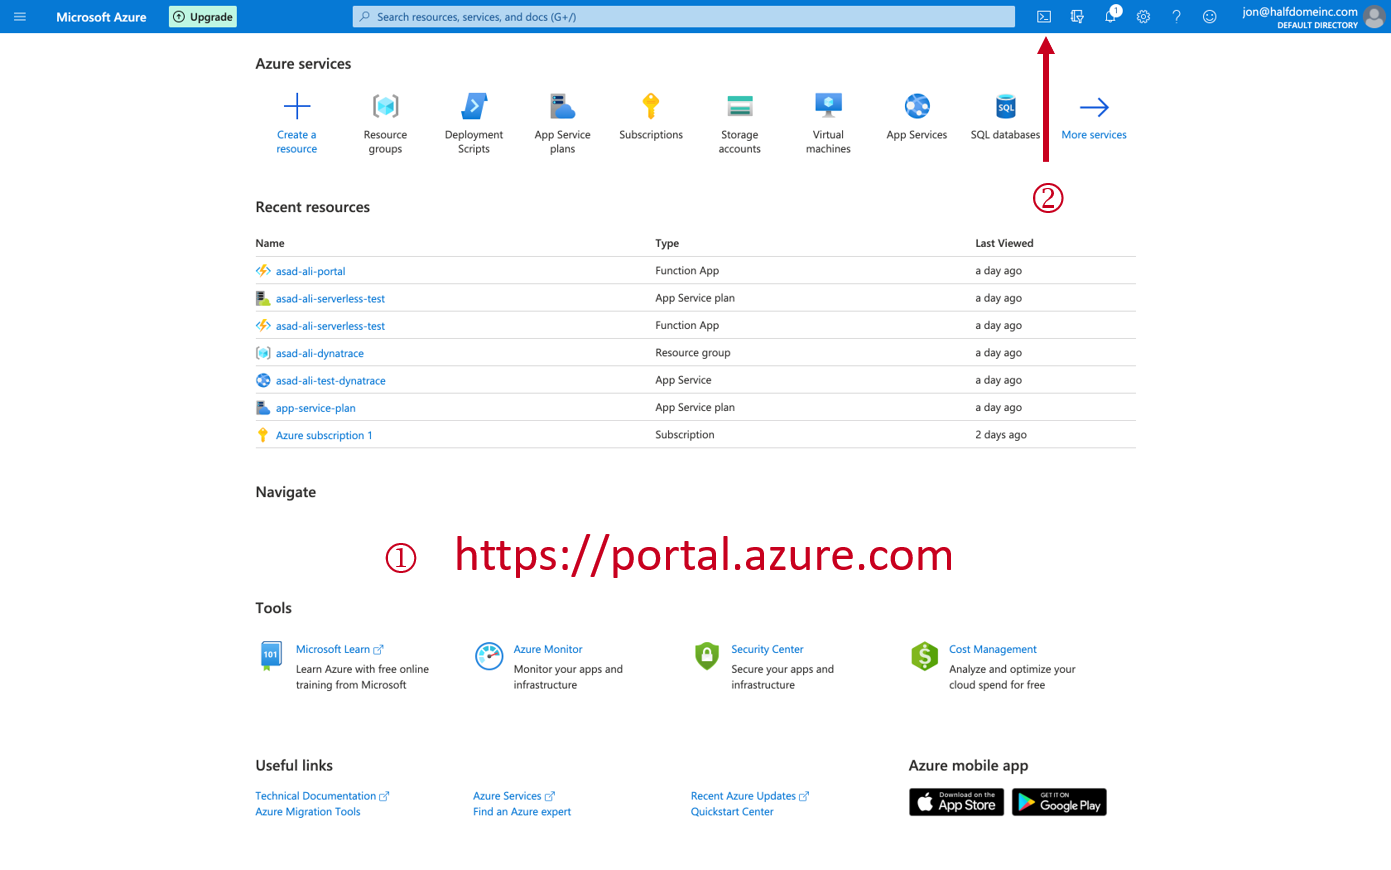 Microsoft Azure
Upgrade
Search resources, services, and docs (G+/)
1
jon@halfdomeinc.com
DEFAULT DIRECTORY
Azure services
Create a
resource
Resource
groups
Deployment
Scripts
App Service
plans
Subscriptions
Storage
accounts
Virtual
machines
App Services
SQL
SQL databases
More services
②
Recent resources
Name Type Last Viewed
asad-ali-portal Function App a day ago
asad-ali-serverless-test App Service plan a day ago
asad-ali-serverless-test Function App a day ago
asad-ali-dynatrace Resource group a day ago
asad-ali-test-dynatrace App Service a day ago
app-service-plan App Service plan a day ago
Azure subscription 1 Subscription 2 days ago
Navigate
① https://portal.azure.com
Tools
101
Microsoft Learn
Learn Azure with free online
training from Microsoft
Azure Monitor
Monitor your apps and
infrastructure
Security Center
Secure your apps and
infrastructure
$
Cost Management
Analyze and optimize your
cloud spend for free
Useful links
Technical Documentation
Azure Migration Tools
Azure Services
Find an Azure expert
Recent Azure Updates
Quickstart Center
Azure mobile app
Download on the
App Store
GET IT ON
Google Play